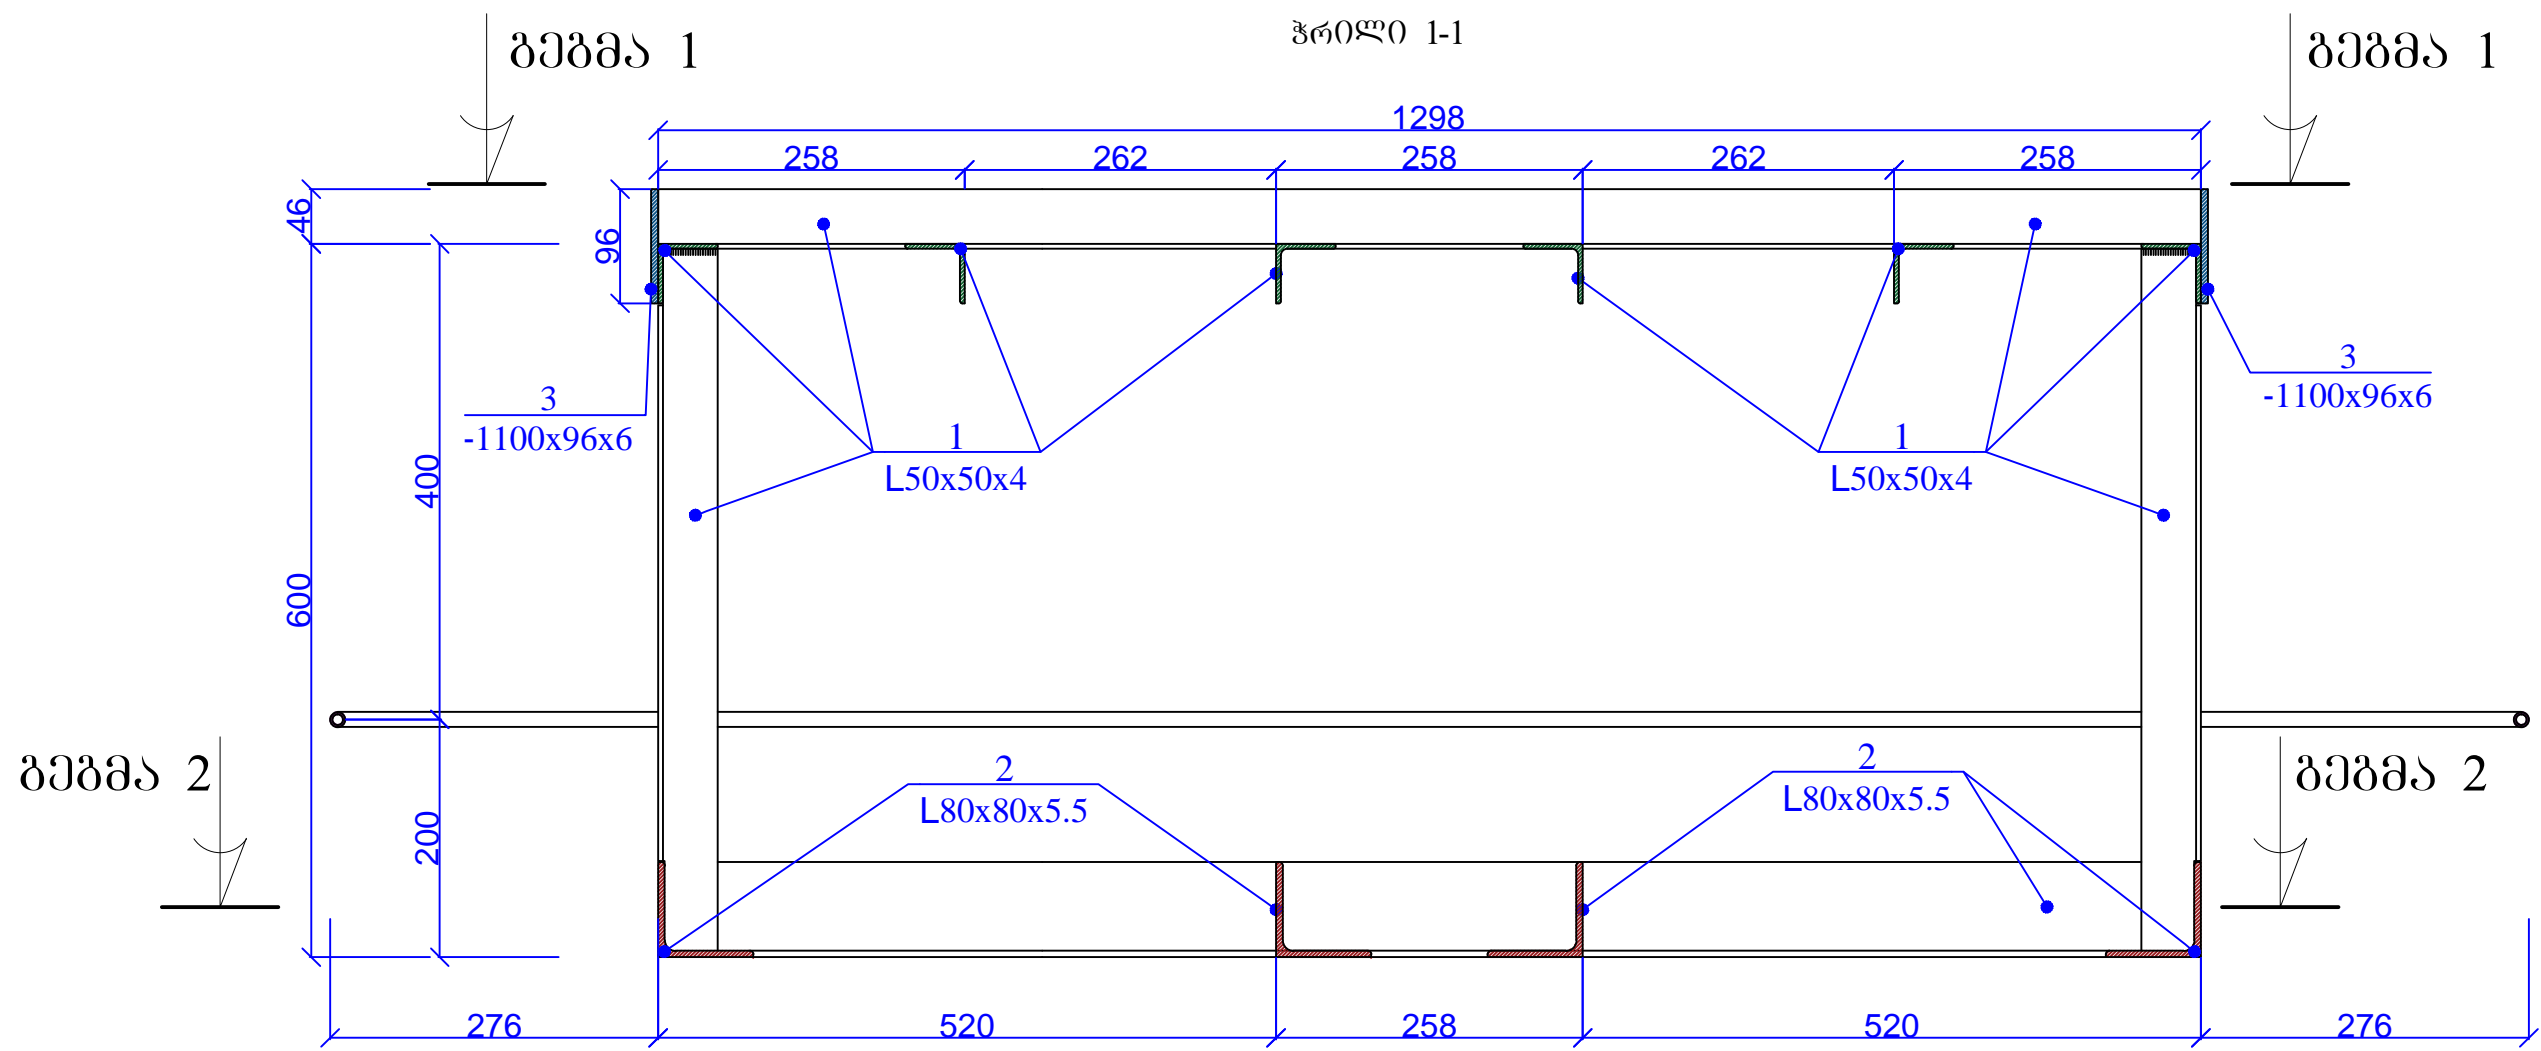 ჭრილი 1-1
გეგმა 1
გეგმა 1
1298
258 262 258 262 258
46
96
3
-1100x96x6
3
-1100x96x6
1
L50x50x4
1
L50x50x4
400
600
გეგმა 2
2
L80x80x5.5
2
L80x80x5.5
გეგმა 2
200
276 520 258 520 276